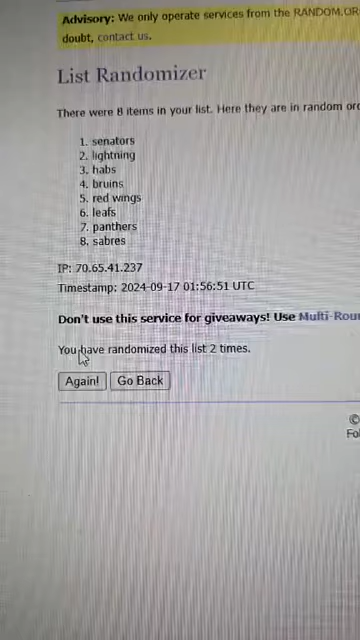 Advisory: We only operate services from the RANDOM.OR
doubt, contact us.
List Randomizer
There were 8 items in your list. Here they are in random ord
1. senators
2. lightning
3. habs
4. bruins
5. red wings
6. leafs
7. panthers
8. sabres
IP: 70.65.41.237
Timestamp: 2024-09-17 01:56:51 UTC
Don't use this service for giveaways! Use Multi-Roun
You have randomized this list 2 times.
Again! Go Back
©
Fol